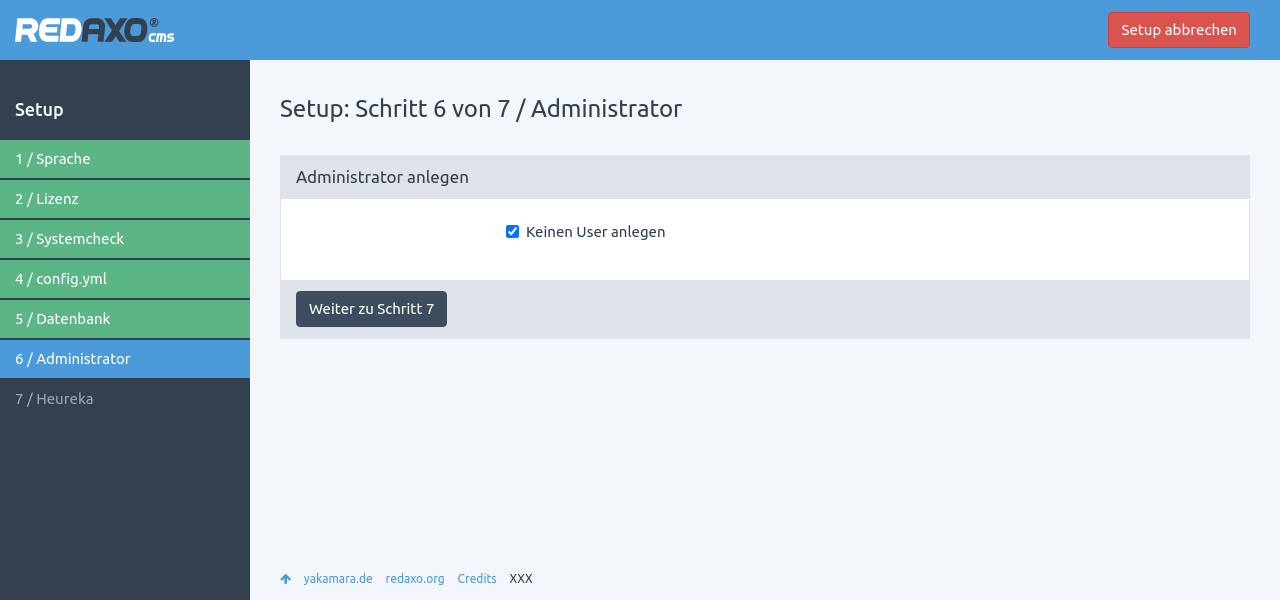 REDAXO® cms
Setup abbrechen
Setup
1 / Sprache
2 / Lizenz
3 / Systemcheck
4 / config.yml
5 / Datenbank
6 / Administrator
7 / Heureka
Setup: Schritt 6 von 7 / Administrator
Administrator anlegen
Keinen User anlegen
Weiter zu Schritt 7
yakamara.de redaxo.org Credits XXX